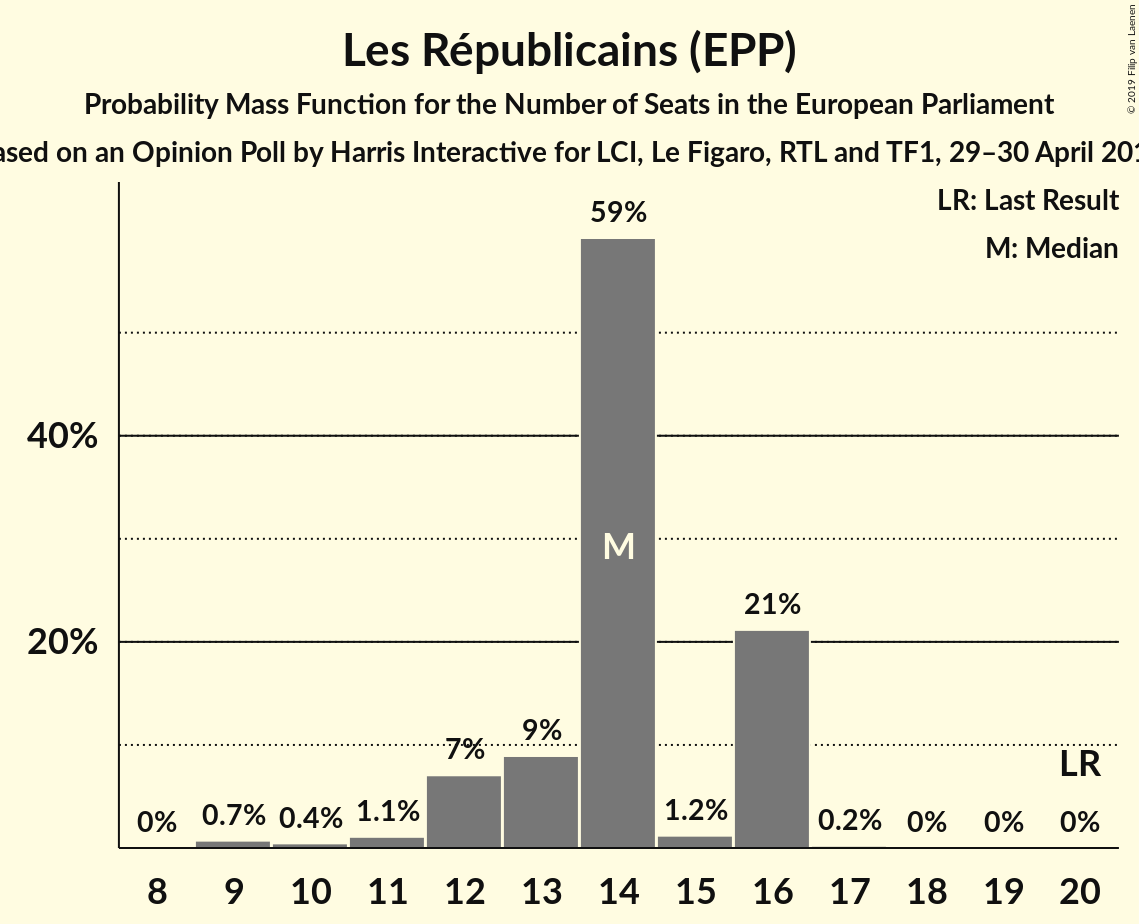 Les Républicains (EPP)
Probability Mass Function for the Number of Seats in the European Parliament
on an Opinion Poll by Harris Interactive for LCI, Le Figaro, RTL and TF1, 29–30 April
© 2019 Filip van Laenen
LR: Last Result
M: Median
59%
40%
M
21%
20%
9%
7%
LR
0% 0.7% 0.4% 1.1% 1.2% 0.2% 0% 0% 0%
8 9 10 11 12 13 14 15 16 17 18 19 20